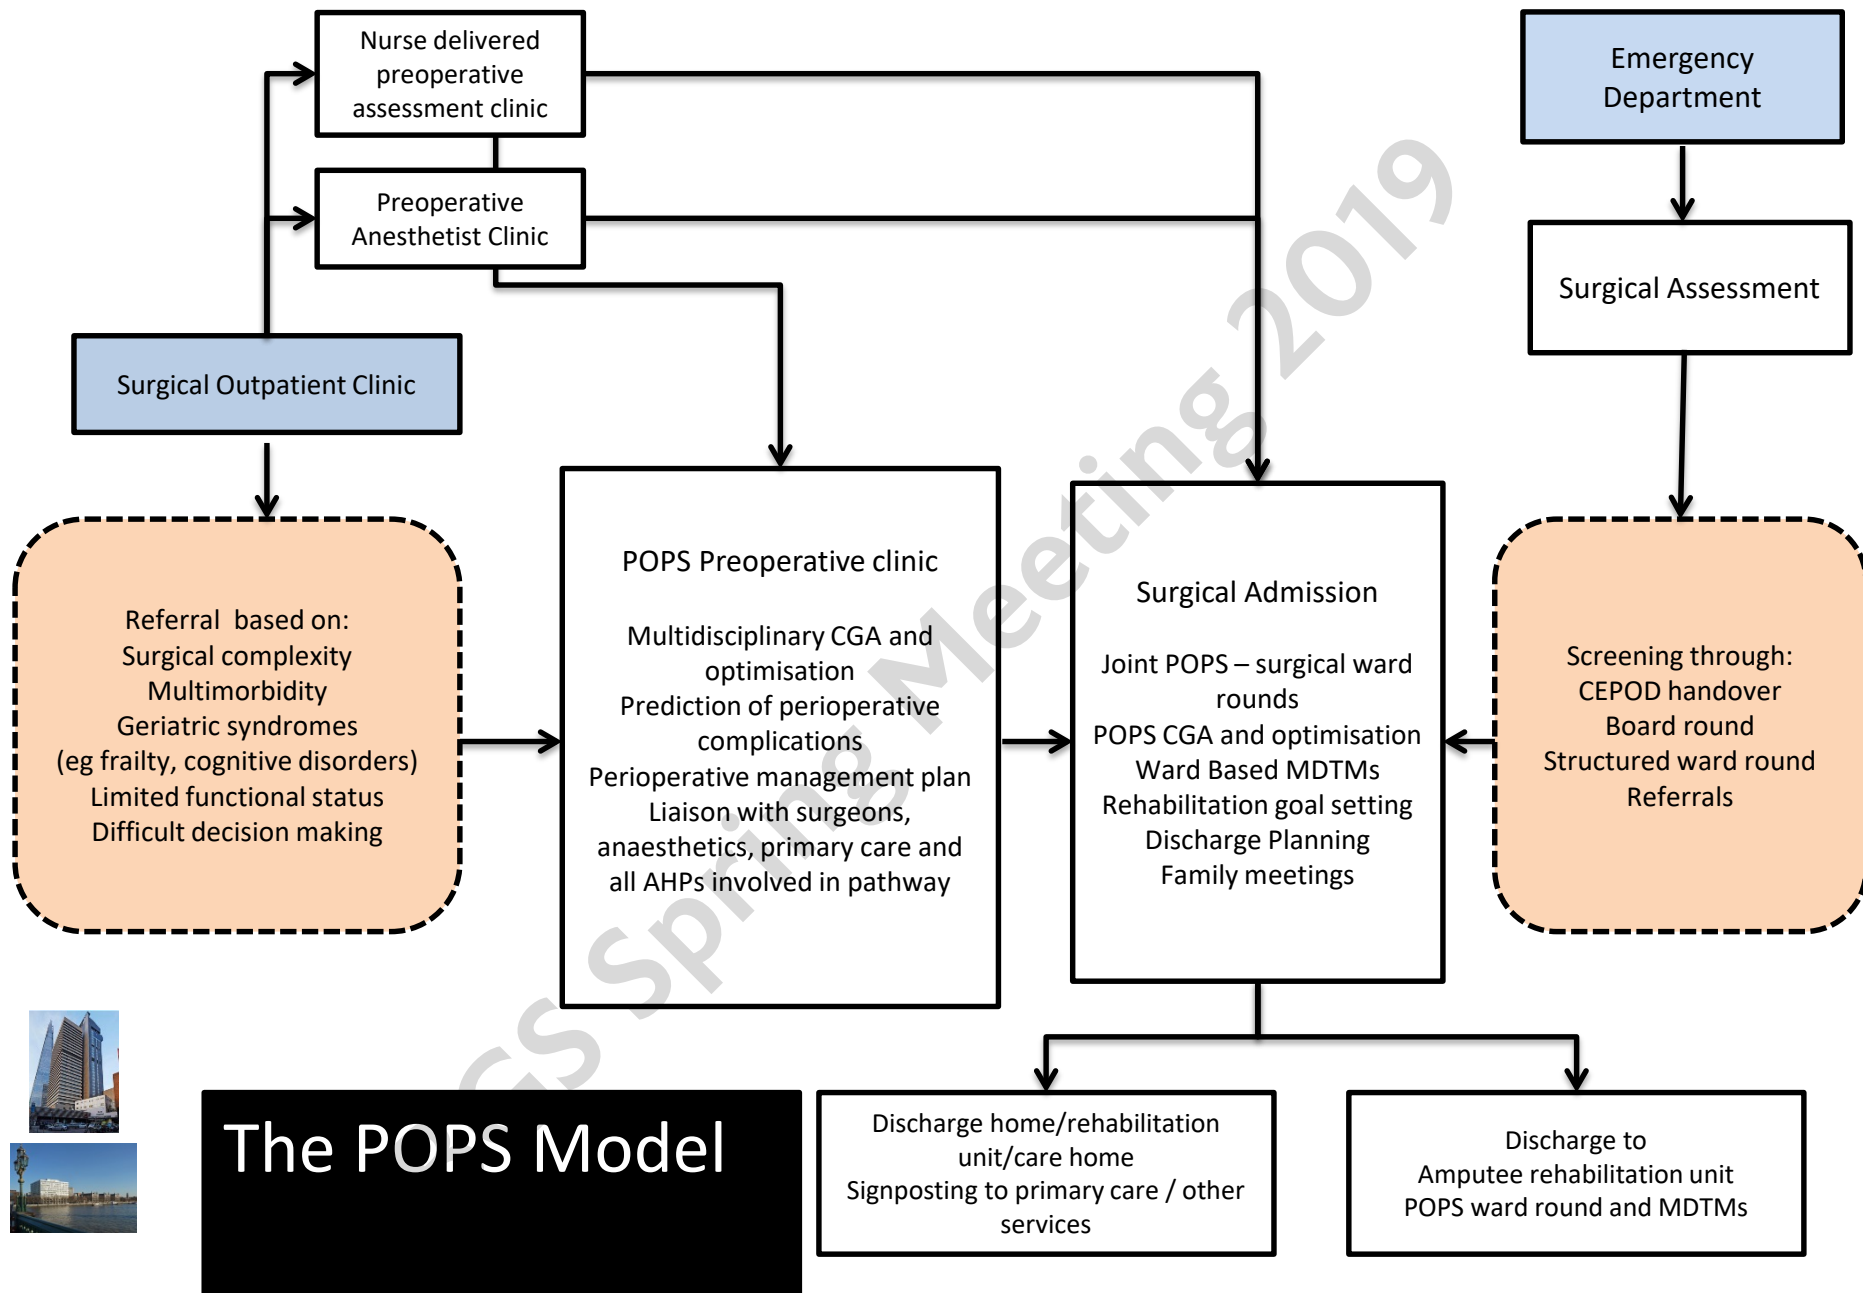 Nurse delivered
preoperative
assessment clinic
Emergency
Department
Preoperative
Anesthetist Clinic
Surgical Assessment
Surgical Outpatient Clinic
Referral based on:
Surgical complexity
Multimorbidity
Geriatric syndromes
(eg frailty, cognitive disorders)
Limited functional status
Difficult decision making
POPS Preoperative clinic
Multidisciplinary CGA and
optimisation
Prediction of perioperative
complications
Perioperative management plan
Liaison with surgeons,
anaesthetics, primary care and
all AHPs involved in pathway
Surgical Admission
Joint POPS – surgical ward
rounds
POPS CGA and optimisation
Ward Based MDTMs
Rehabilitation goal setting
Discharge Planning
Family meetings
Screening through:
CEPOD handover
Board round
Structured ward round
Referrals
The POPS Model
Discharge home/rehabilitation
unit/care home
Signposting to primary care / other
services
Discharge to
Amputee rehabilitation unit
POPS ward round and MDTMs
GS Spring Meeting 2019